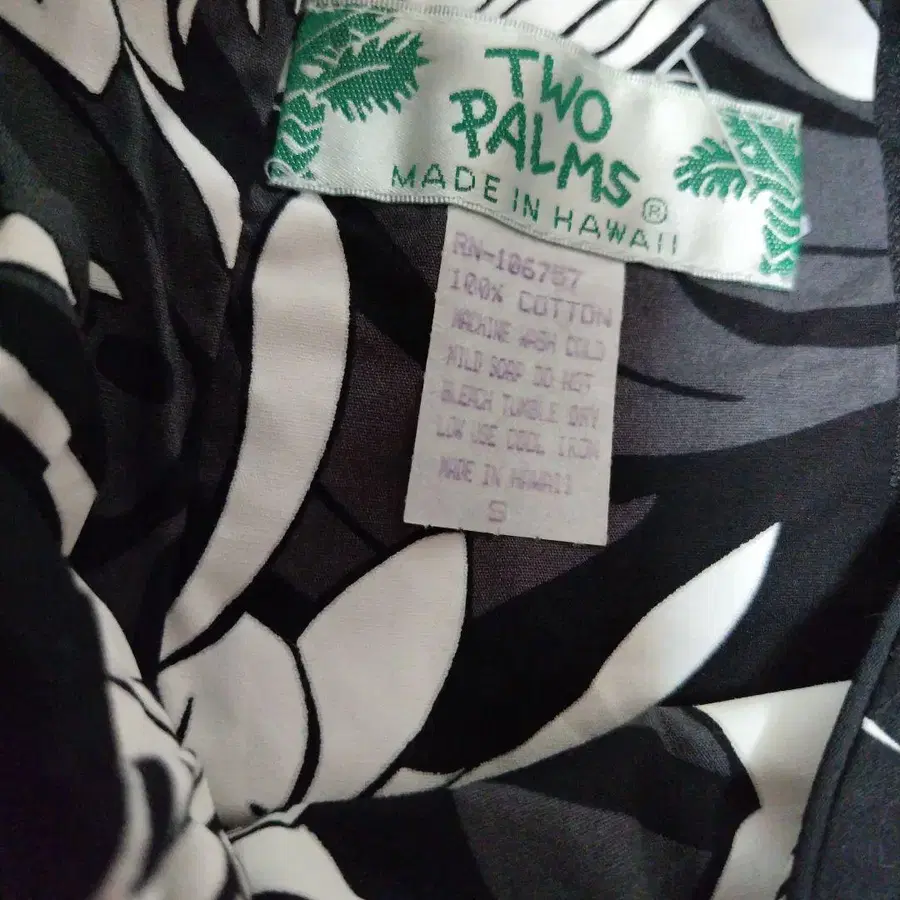 TWO
PALMS
MADE IN HAWAII ®
RN-106757
100% COTTON
MACHINE WASH COLD
MILD SOAP DO NOT
BLEACH TUMBLE DRY
LOW USE COOL IRON
MADE IN HAWAII
S